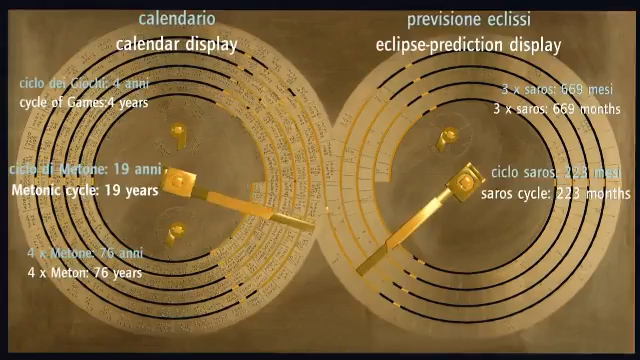 calendario
calendar display
ciclo dei Giochi: 4 anni
cycle of Games:4 years
ciclo di Metone: 19 anni
Metonic cycle: 19 years
4 x Metone: 76 anni
4 x Meton: 76 years
previsione eclissi
eclipse-prediction display
3 x saros: 669 mesi
3 x saros: 669 months
ciclo saros: 223 mesi
saros cycle: 223 months